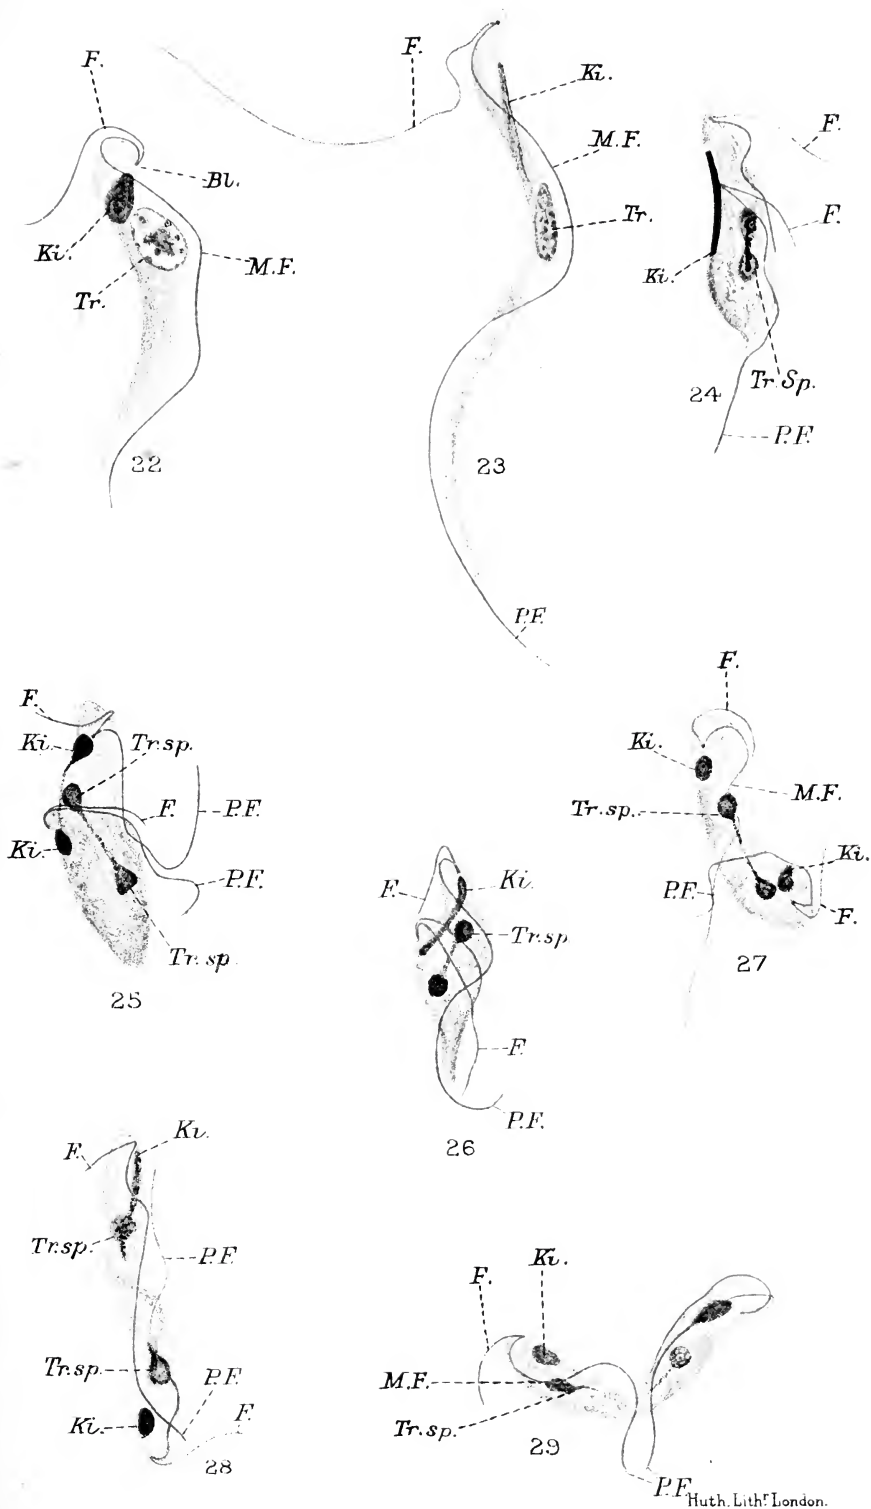 F.
F.
Ki.
M.F.
Bl.
Ki.
Tr.
M.F.
Tr.
F.
F.
Ki.
Tr.Sp.
24
P.F.
22
23
P.F.
F.
Ki.
Tr.sp.
F.
P.F.
Ki.
P.F.
Tr.sp.
25
F.
Ki.
Tr.sp.
F.
P.F.
26
F.
Ki.
M.F.
Tr.sp.
Ki.
P.F.
F.
27
Ki.
F.
Tr.sp.
P.F.
Tr.sp.
P.F.
Ki.
F.
28
Ki.
F.
M.F.
Tr.sp.
29
P.F.
Huth, Lithr London.